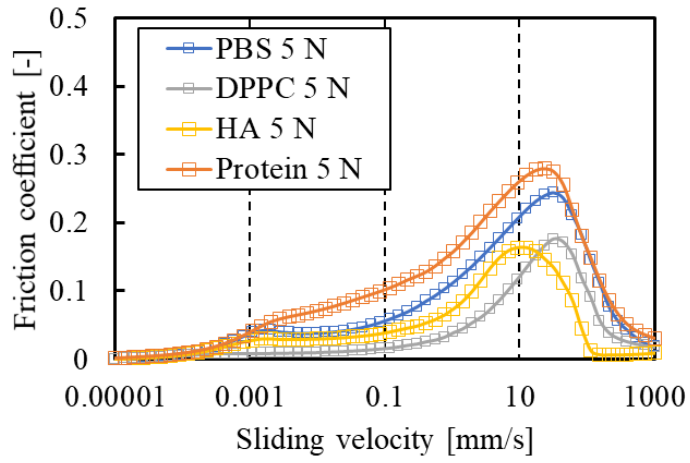 0.5
0.4
0.3
0.2
0.1
0
Friction coefficient [-]
PBS 5 N
DPPC 5 N
HA 5 N
Protein 5 N
0.00001 0.001 0.1 10 1000
Sliding velocity [mm/s]